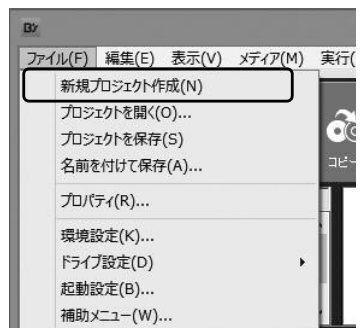 ファイル(F) 編集(E) 表示(V) メディア(M) 実行(
新規プロジェクト作成(N)
プロジェクトを開く(O)...
プロジェクトを保存(S)
名前を付けて保存(A)...
コピー
プロパティ(R)...
環境設定(K)...
ドライブ設定(D)
起動設定(B)...
補助メニュー(W)...